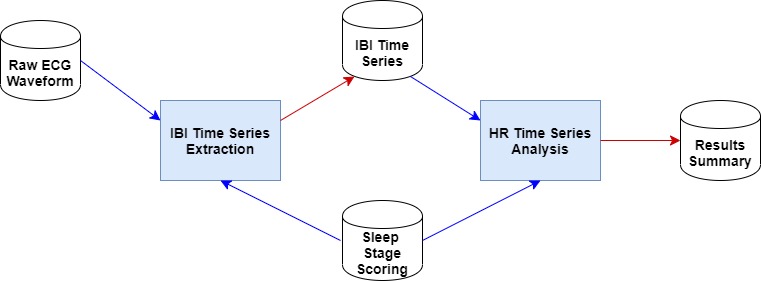 Raw ECG
Waveform
IBI Time Series
Extraction
IBI Time
Series
HR Time Series
Analysis
Results
Summary
Sleep
Stage
Scoring